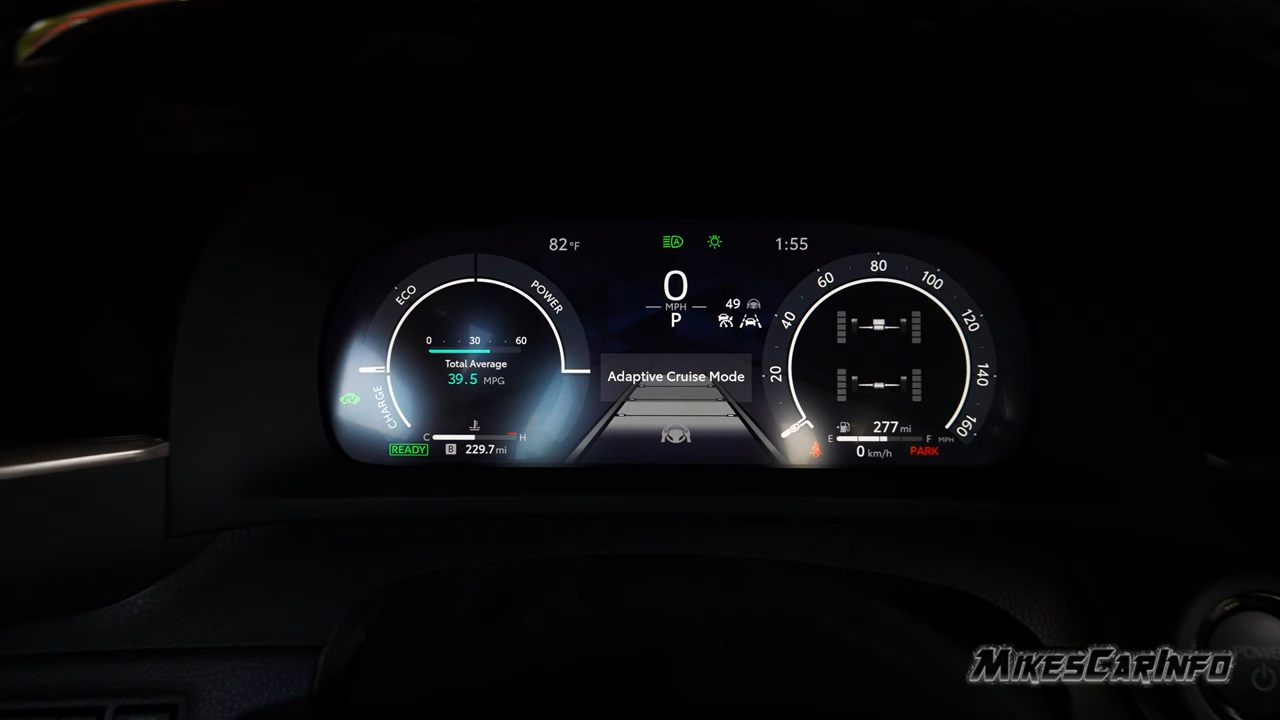 82°F
1:55
0
MPH
P
49
ECO
POWER
CHARGE
0 30 60
Total Average
39.5 MPG
C H
READY
B 229.7 mi
EV
A
Adaptive Cruise Mode
20
40
60
80
100
120
140
160
MPH
277 mi
E F
0 km/h
PARK
POWER
MIKESCARINFO